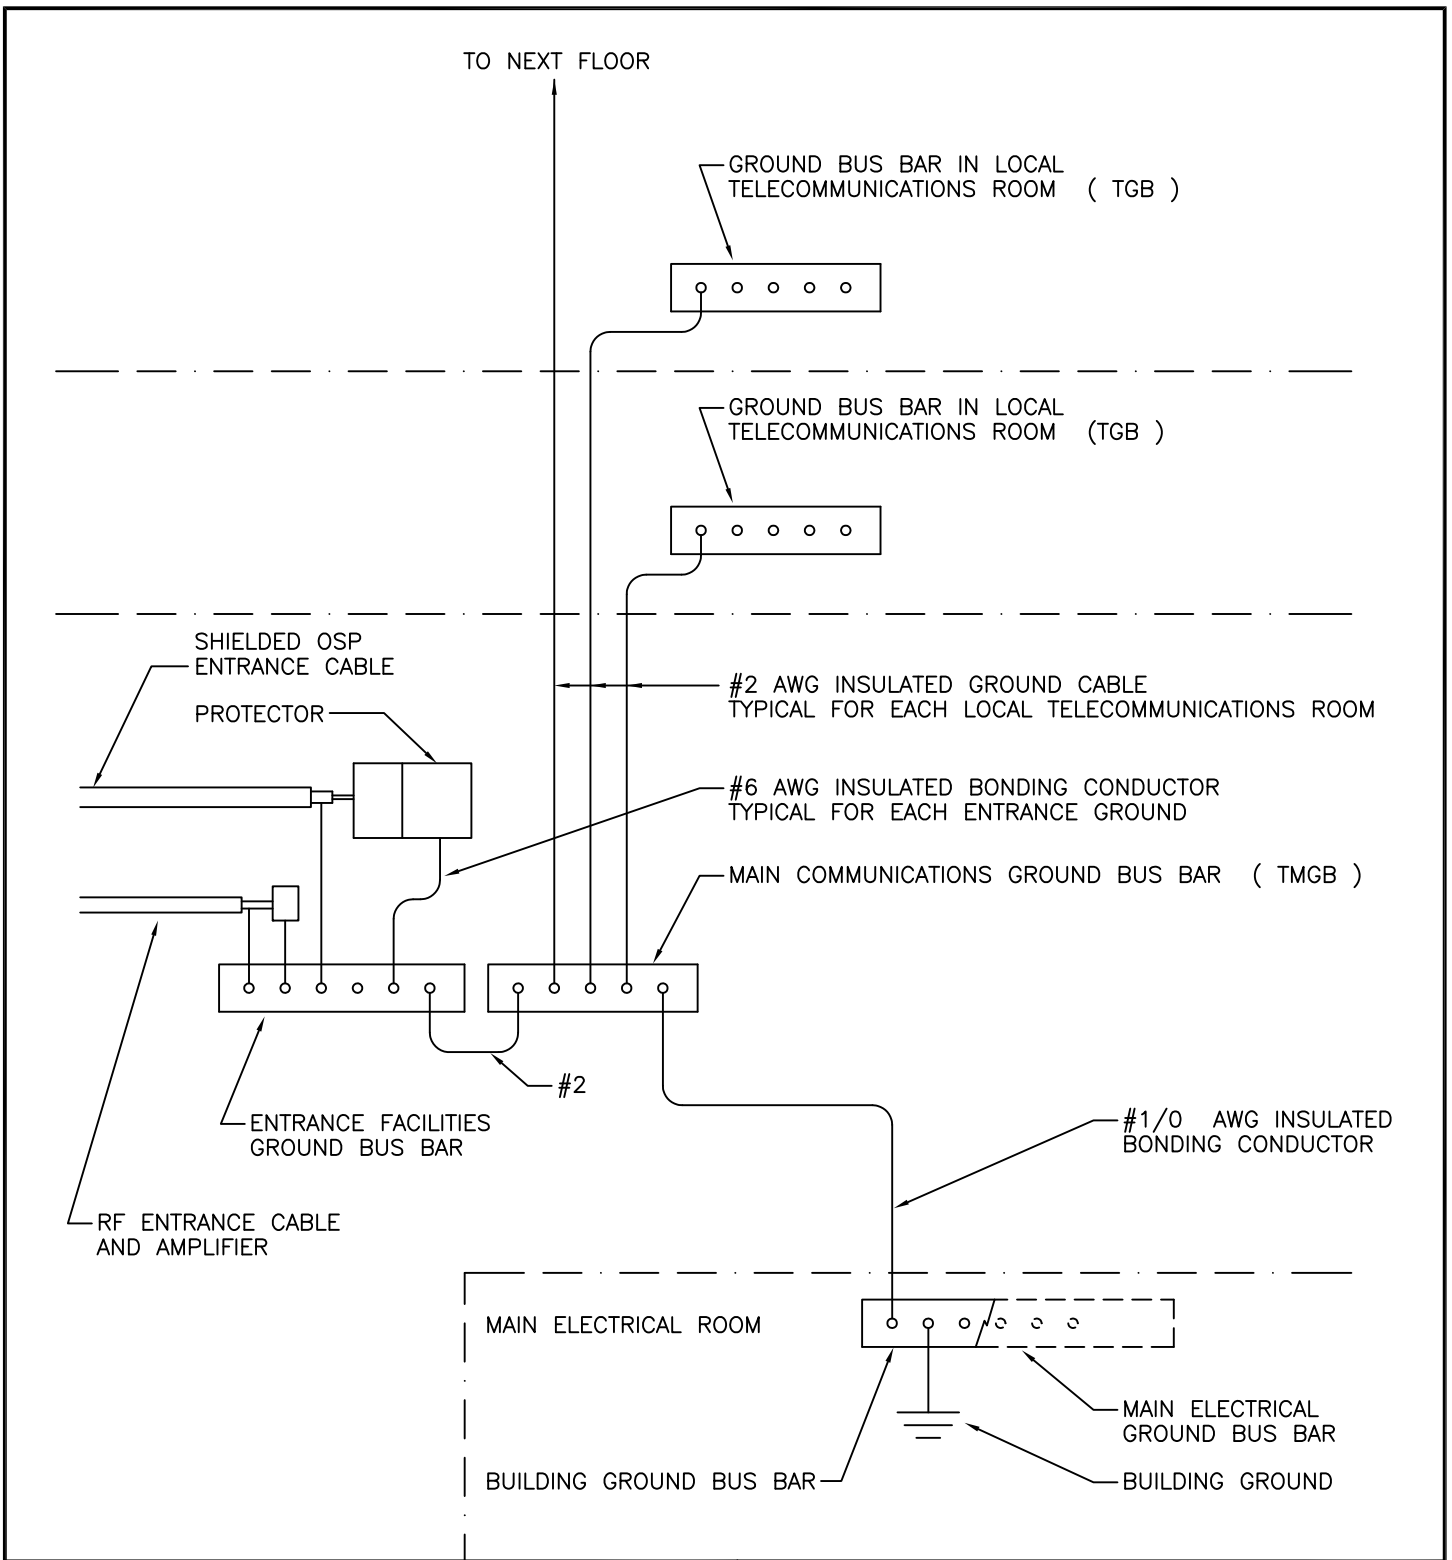 TO NEXT FLOOR
GROUND BUS BAR IN LOCAL
TELECOMMUNICATIONS ROOM ( TGB )
GROUND BUS BAR IN LOCAL
TELECOMMUNICATIONS ROOM (TGB )
SHIELDED OSP
ENTRANCE CABLE
PROTECTOR
#2 AWG INSULATED GROUND CABLE
TYPICAL FOR EACH LOCAL TELECOMMUNICATIONS ROOM
#6 AWG INSULATED BONDING CONDUCTOR
TYPICAL FOR EACH ENTRANCE GROUND
MAIN COMMUNICATIONS GROUND BUS BAR ( TMGB )
#2
ENTRANCE FACILITIES
GROUND BUS BAR
#1/0 AWG INSULATED
BONDING CONDUCTOR
RF ENTRANCE CABLE
AND AMPLIFIER
MAIN ELECTRICAL ROOM
MAIN ELECTRICAL
GROUND BUS BAR
BUILDING GROUND BUS BAR
BUILDING GROUND